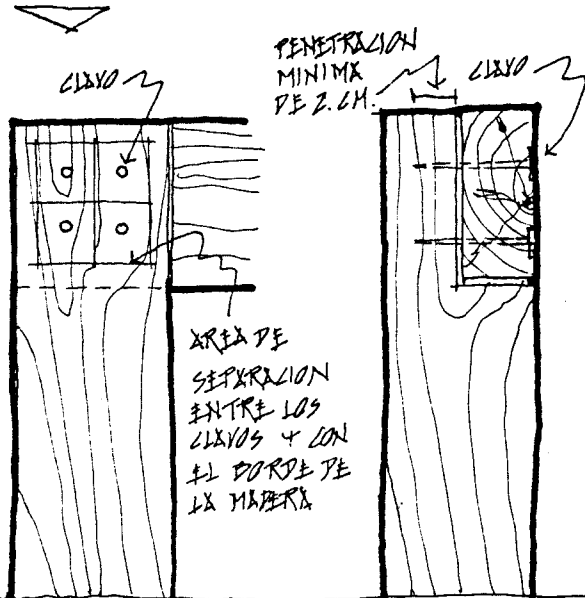 CLAVO
PENETRACION
MINIMA
DE 2. CM.
CLAVO
AREA DE
SEPARACION
ENTRE LOS
CLAVOS Y CON
EL BORDE DE
LA MADERA